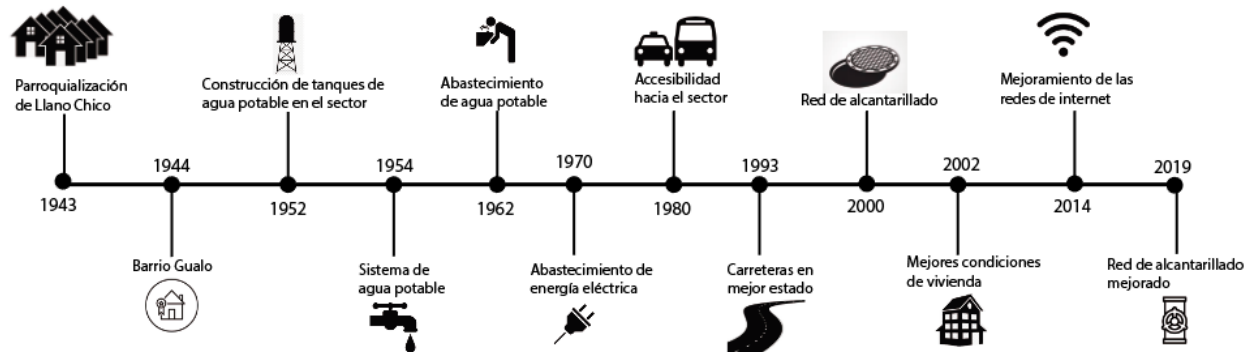 Parroquialización
de Llano Chico
1943
1944
Barrio Gualo
Construcción de tanques de
agua potable en el sector
1952
1954
Sistema de
agua potable
Abastecimiento
de agua potable
1962
1970
Abastecimiento de
energía eléctrica
Accesibilidad
hacia el sector
1980
1993
Carreteras en
mejor estado
Red de alcantarillado
2000
2002
Mejores condiciones
de vivienda
Mejoramiento de las
redes de internet
2014
2019
Red de alcantarillado
mejorado